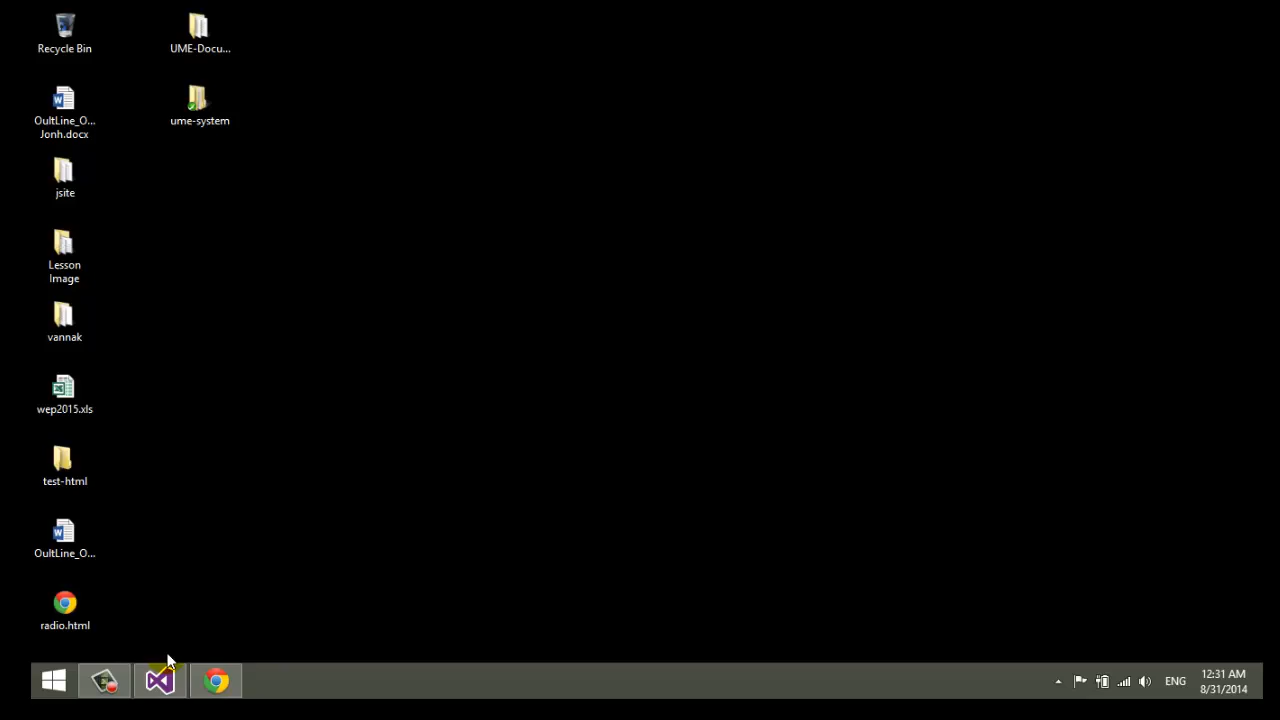 Recycle Bin
UME-Docu...
OultLine_O...
Jonh.docx
ume-system
jsite
Lesson
Image
vannak
wep2015.xls
test-html
OultLine_O...
radio.html
ENG
12:31 AM
8/31/2014